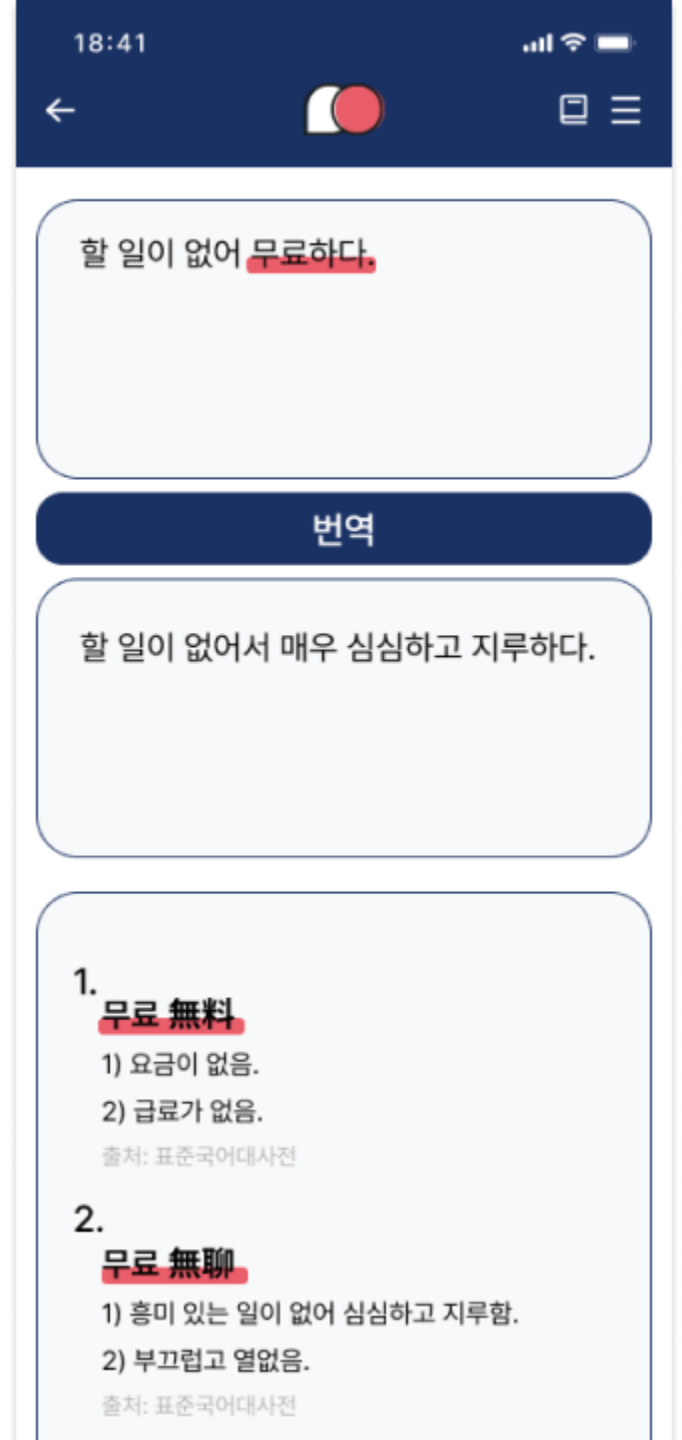 18:41
할 일이 없어 무료하다.
번역
할 일이 없어서 매우 심심하고 지루하다.
1.
무료 無料
1) 요금이 없음.
2) 급료가 없음.
출처: 표준국어대사전
2.
무료 無聊
1) 흥미 있는 일이 없어 심심하고 지루함.
2) 부끄럽고 열없음.
출처: 표준국어대사전